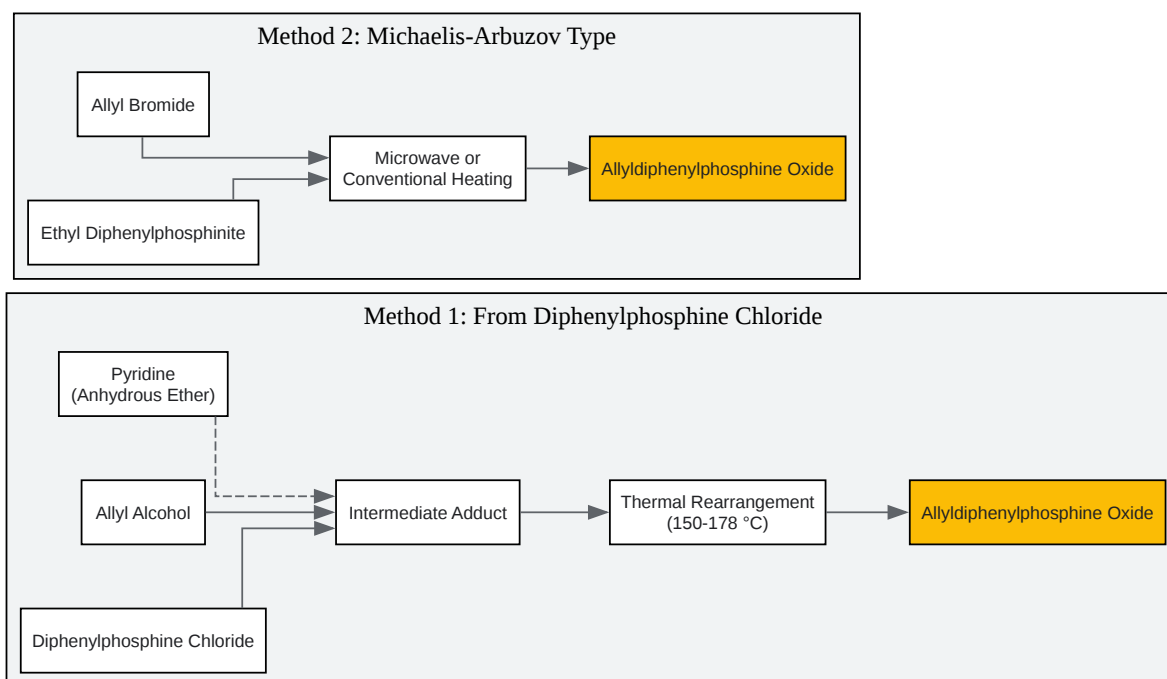 Method 2: Michaelis-Arbuzov Type
Allyl Bromide
Microwave or
Conventional Heating
Allyldiphenylphosphine Oxide
Ethyl Diphenylphosphinite
Method 1: From Diphenylphosphine Chloride
Pyridine
(Anhydrous Ether)
Allyl Alcohol
Intermediate Adduct
Thermal Rearrangement
(150-178 °C)
Allyldiphenylphosphine Oxide
Diphenylphosphine Chloride